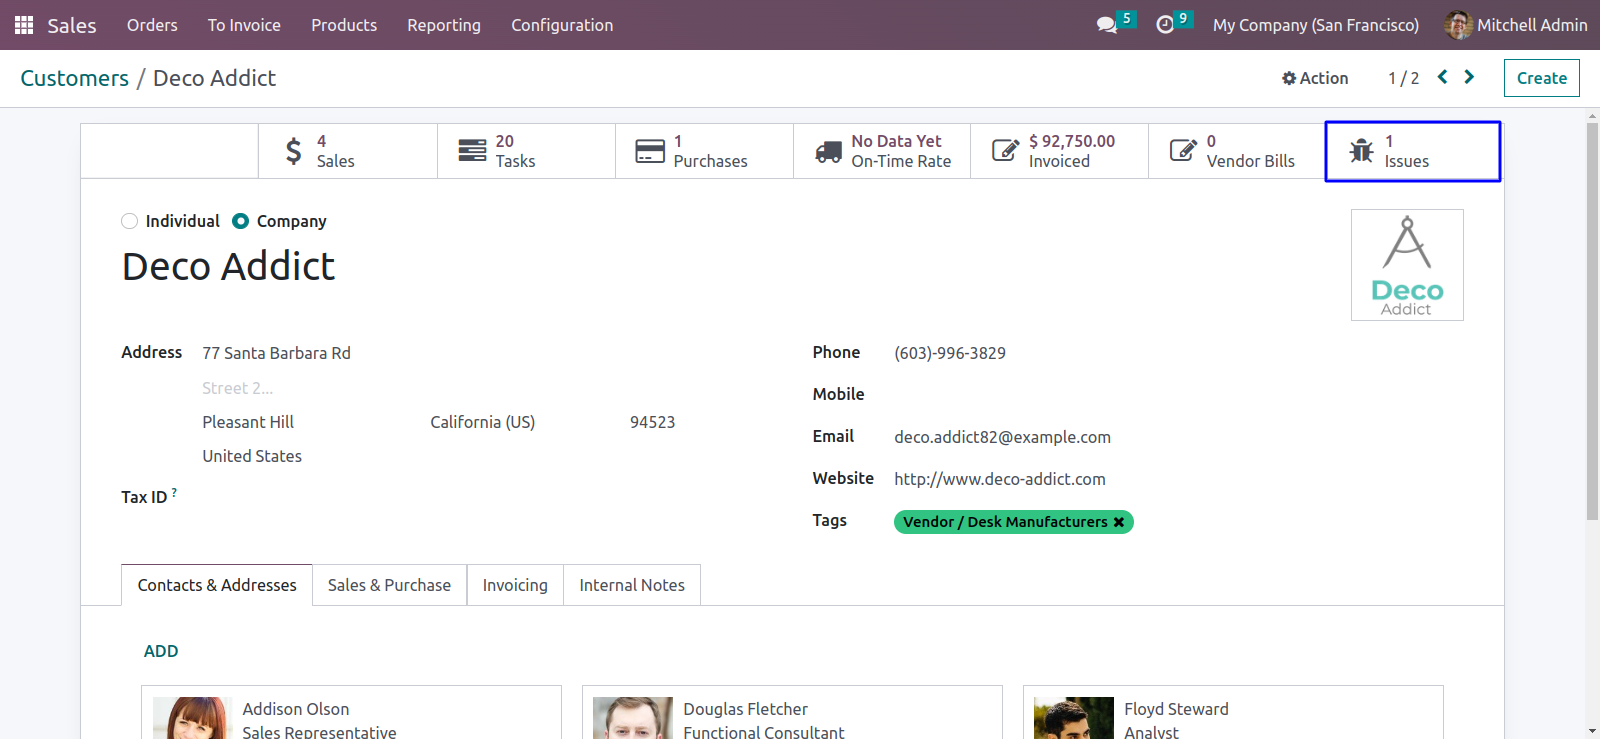 Sales Orders To Invoice Products Reporting Configuration 5 9 My Company (San Francisco) Mitchell Admin
Customers / Deco Addict Action 1 / 2 Create
4 Sales
20 Tasks
1 Purchases
No Data Yet On-Time Rate
$ 92,750.00 Invoiced
0 Vendor Bills
1 Issues
Individual Company
Deco Addict
Deco
Addict
Address 77 Santa Barbara Rd
Street 2...
Pleasant Hill California (US) 94523
United States
Tax ID ?
Phone (603)-996-3829
Mobile
Email deco.addict82@example.com
Website http://www.deco-addict.com
Tags Vendor / Desk Manufacturers ✖
Contacts & Addresses Sales & Purchase Invoicing Internal Notes
ADD
Addison Olson
Sales Representative
Douglas Fletcher
Functional Consultant
Floyd Steward
Analyst